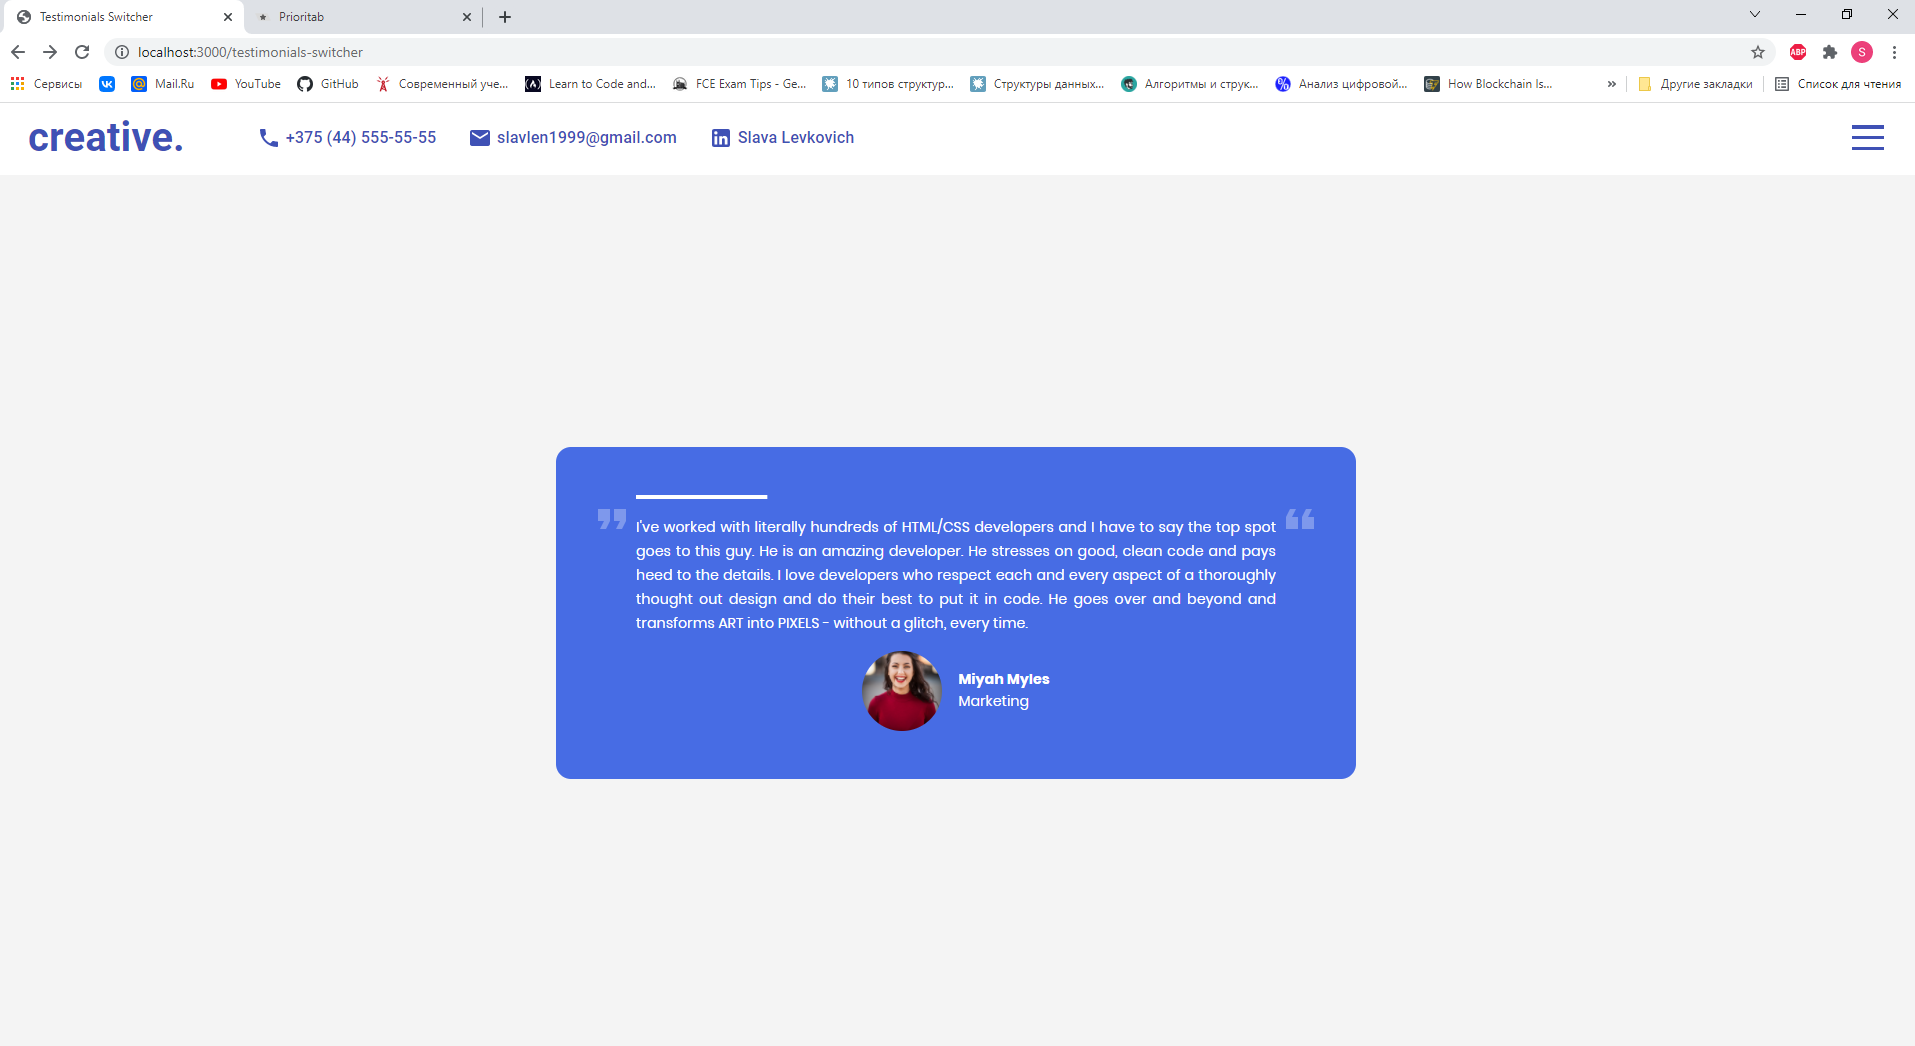 Testimonials Switcher
Prioritab
localhost:3000/testimonials-switcher
ABP
S
Сервисы
Mail.Ru
YouTube
GitHub
Современный уче...
Learn to Code and...
FCE Exam Tips - Ge...
10 типов структур...
Структуры данных...
Алгоритмы и струк...
Анализ цифровой...
How Blockchain Is...
»
Другие закладки
Список для чтения
creative.
+375 (44) 555-55-55
slavlen1999@gmail.com
Slava Levkovich
I've worked with literally hundreds of HTML/CSS developers and I have to say the top spot
goes to this guy. He is an amazing developer. He stresses on good, clean code and pays
heed to the details. I love developers who respect each and every aspect of a thoroughly
thought out design and do their best to put it in code. He goes over and beyond and
transforms ART into PIXELS - without a glitch, every time.
Miyah Myles
Marketing